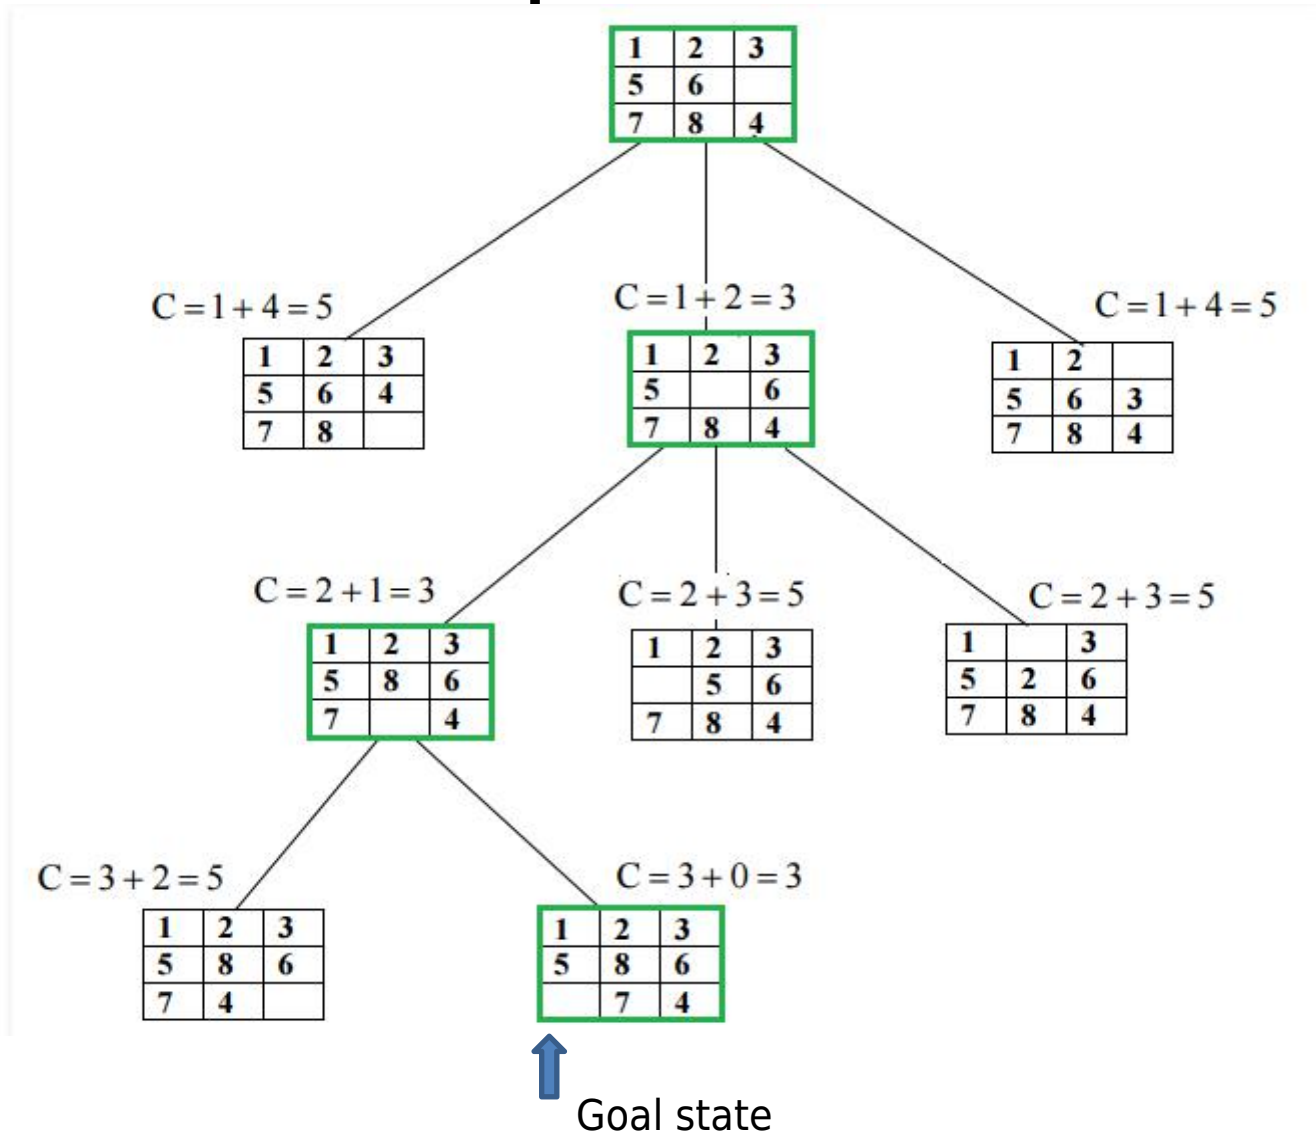 1 2 3
5 6
7 8 4
C = 1 + 4 = 5
1 2 3
5 6 4
7 8
C = 1 + 2 = 3
1 2 3
5 6
7 8 4
C = 1 + 4 = 5
1 2
5 6 3
7 8 4
C = 2 + 1 = 3
1 2 3
5 8 6
7 4
C = 2 + 3 = 5
1 2 3
5 6
7 8 4
C = 2 + 3 = 5
1 3
5 2 6
7 8 4
C = 3 + 2 = 5
1 2 3
5 8 6
7 4
C = 3 + 0 = 3
1 2 3
5 8 6
7 4
Goal state